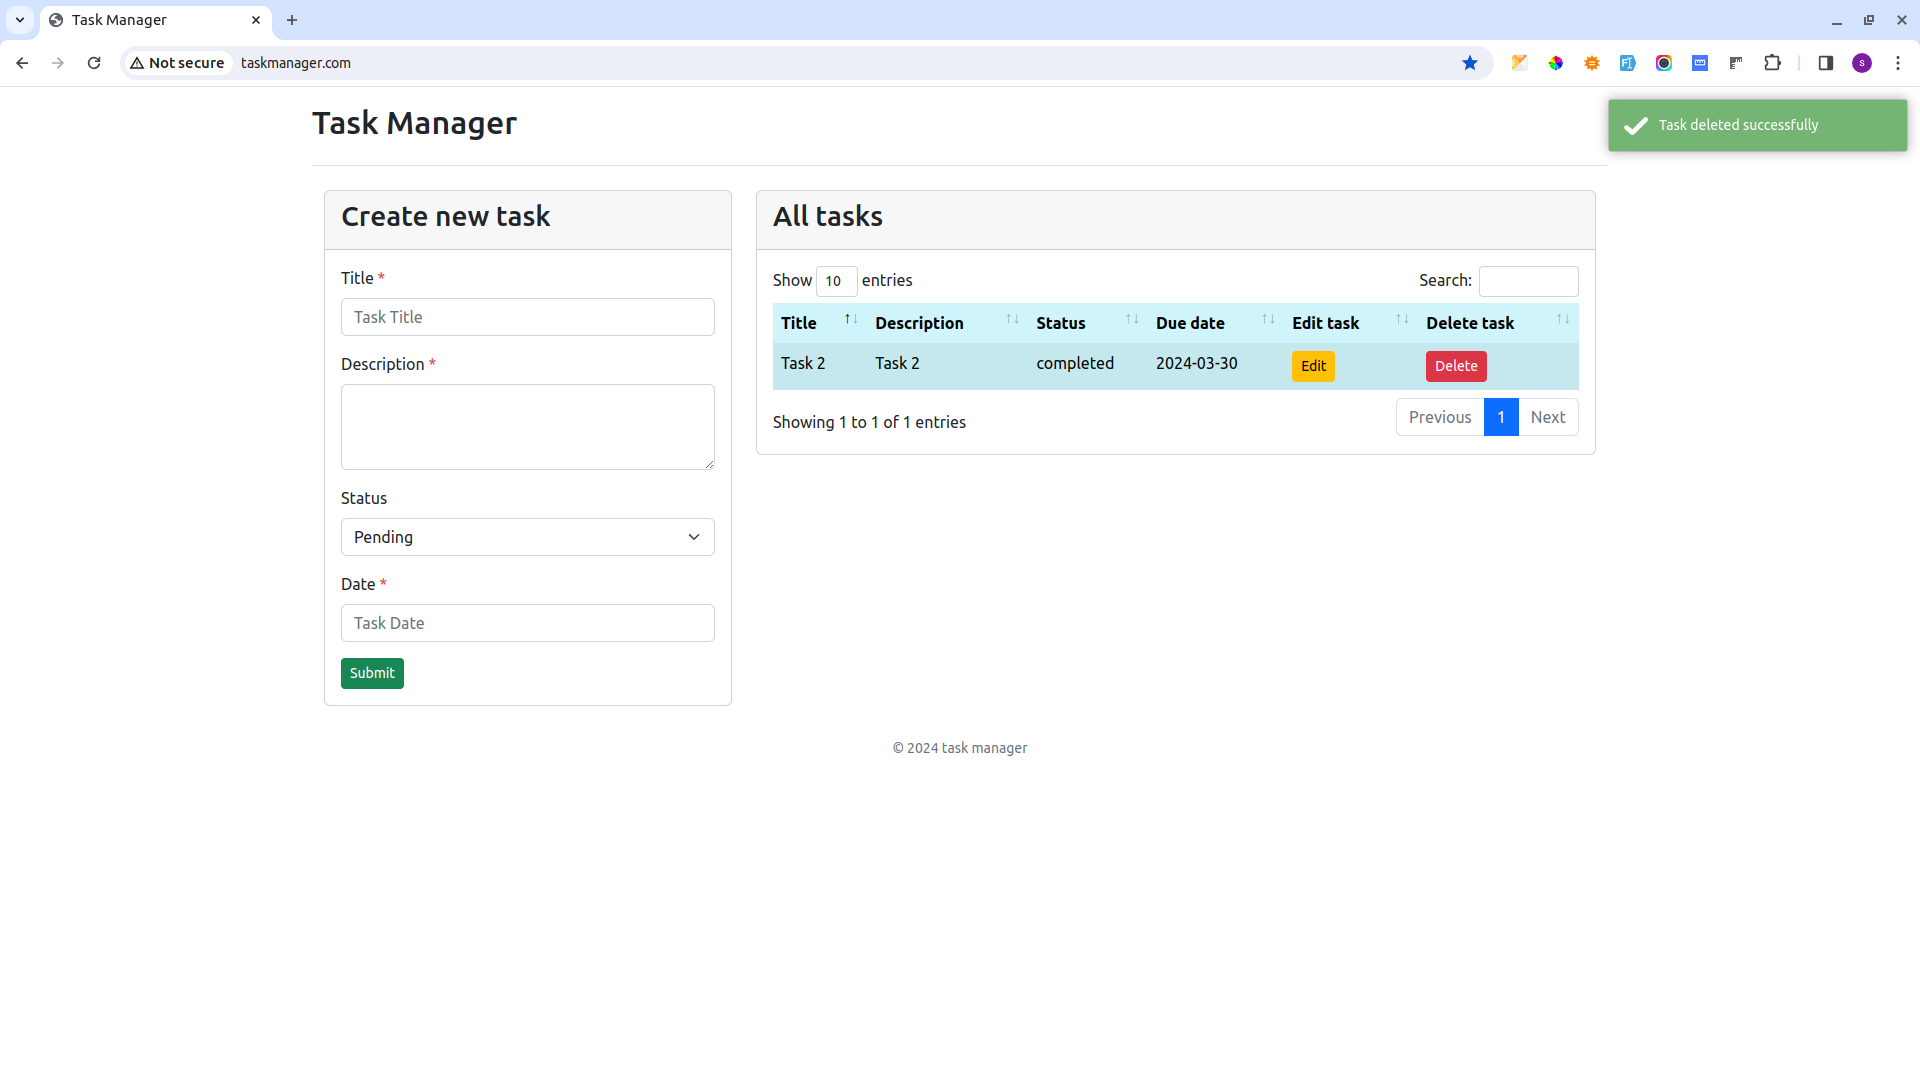 Task Manager
Not secure taskmanager.com
S
Task Manager
Task deleted successfully
Create new task
Title *
Task Title
Description *
Status
Pending
Date *
Task Date
Submit
All tasks
Show 10 entries Search:
Title ↑↓ Description ↑↓ Status ↑↓ Due date ↑↓ Edit task ↑↓ Delete task ↑↓
Task 2 Task 2 completed 2024-03-30 Edit Delete
Showing 1 to 1 of 1 entries Previous 1 Next
© 2024 task manager